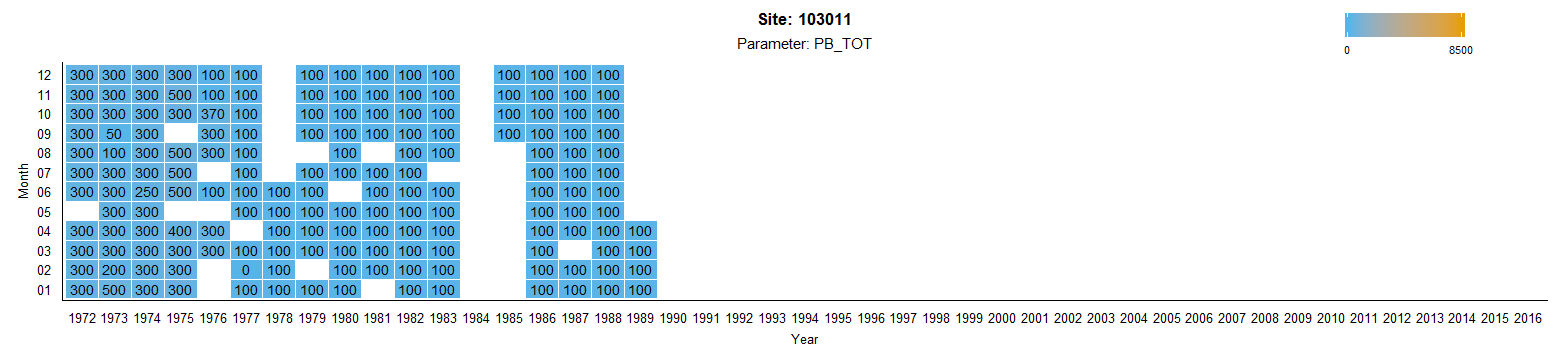 Site: 103011
Parameter: PB_TOT
0 8500
12 300 300 300 300 100 100 100 100 100 100 100 100 100 100 100
11 300 300 300 500 100 100 100 100 100 100 100 100 100 100 100
10 300 300 300 300 370 100 100 100 100 100 100 100 100 100 100
09 300 50 300 300 100 100 100 100 100 100 100 100 100 100
08 300 100 300 500 300 100 100 100 100 100 100 100
07 300 300 300 500 100 100 100 100 100 100 100 100
06 300 300 250 500 100 100 100 100 100 100 100 100 100 100
05 300 300 100 100 100 100 100 100 100 100 100 100
04 300 300 300 400 300 100 100 100 100 100 100 100 100 100 100
03 300 300 300 300 300 100 100 100 100 100 100 100 100 100 100
02 300 200 300 300 0 100 100 100 100 100 100 100 100 100
01 300 500 300 300 100 100 100 100 100 100 100 100 100 100
Month
1972 1973 1974 1975 1976 1977 1978 1979 1980 1981 1982 1983 1984 1985 1986 1987 1988 1989 1990 1991 1992 1993 1994 1995 1996 1997 1998 1999 2000 2001 2002 2003 2004 2005 2006 2007 2008 2009 2010 2011 2012 2013 2014 2015 2016
Year